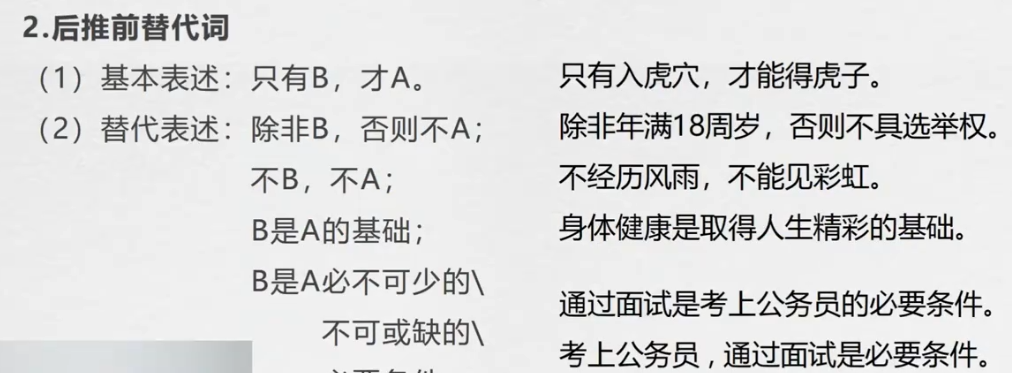 2.后推前替代词
（1）基本表述：只有B，才A。
只有入虎穴，才能得虎子。
（2）替代表述：除非B，否则不A；
除非年满18周岁，否则不具选举权。
不B，不A；
不经历风雨，不能见彩虹。
B是A的基础；
身体健康是取得人生精彩的基础。
B是A必不可少的\
通过面试是考上公务员的必要条件。
不可或缺的\
考上公务员，通过面试是必要条件。